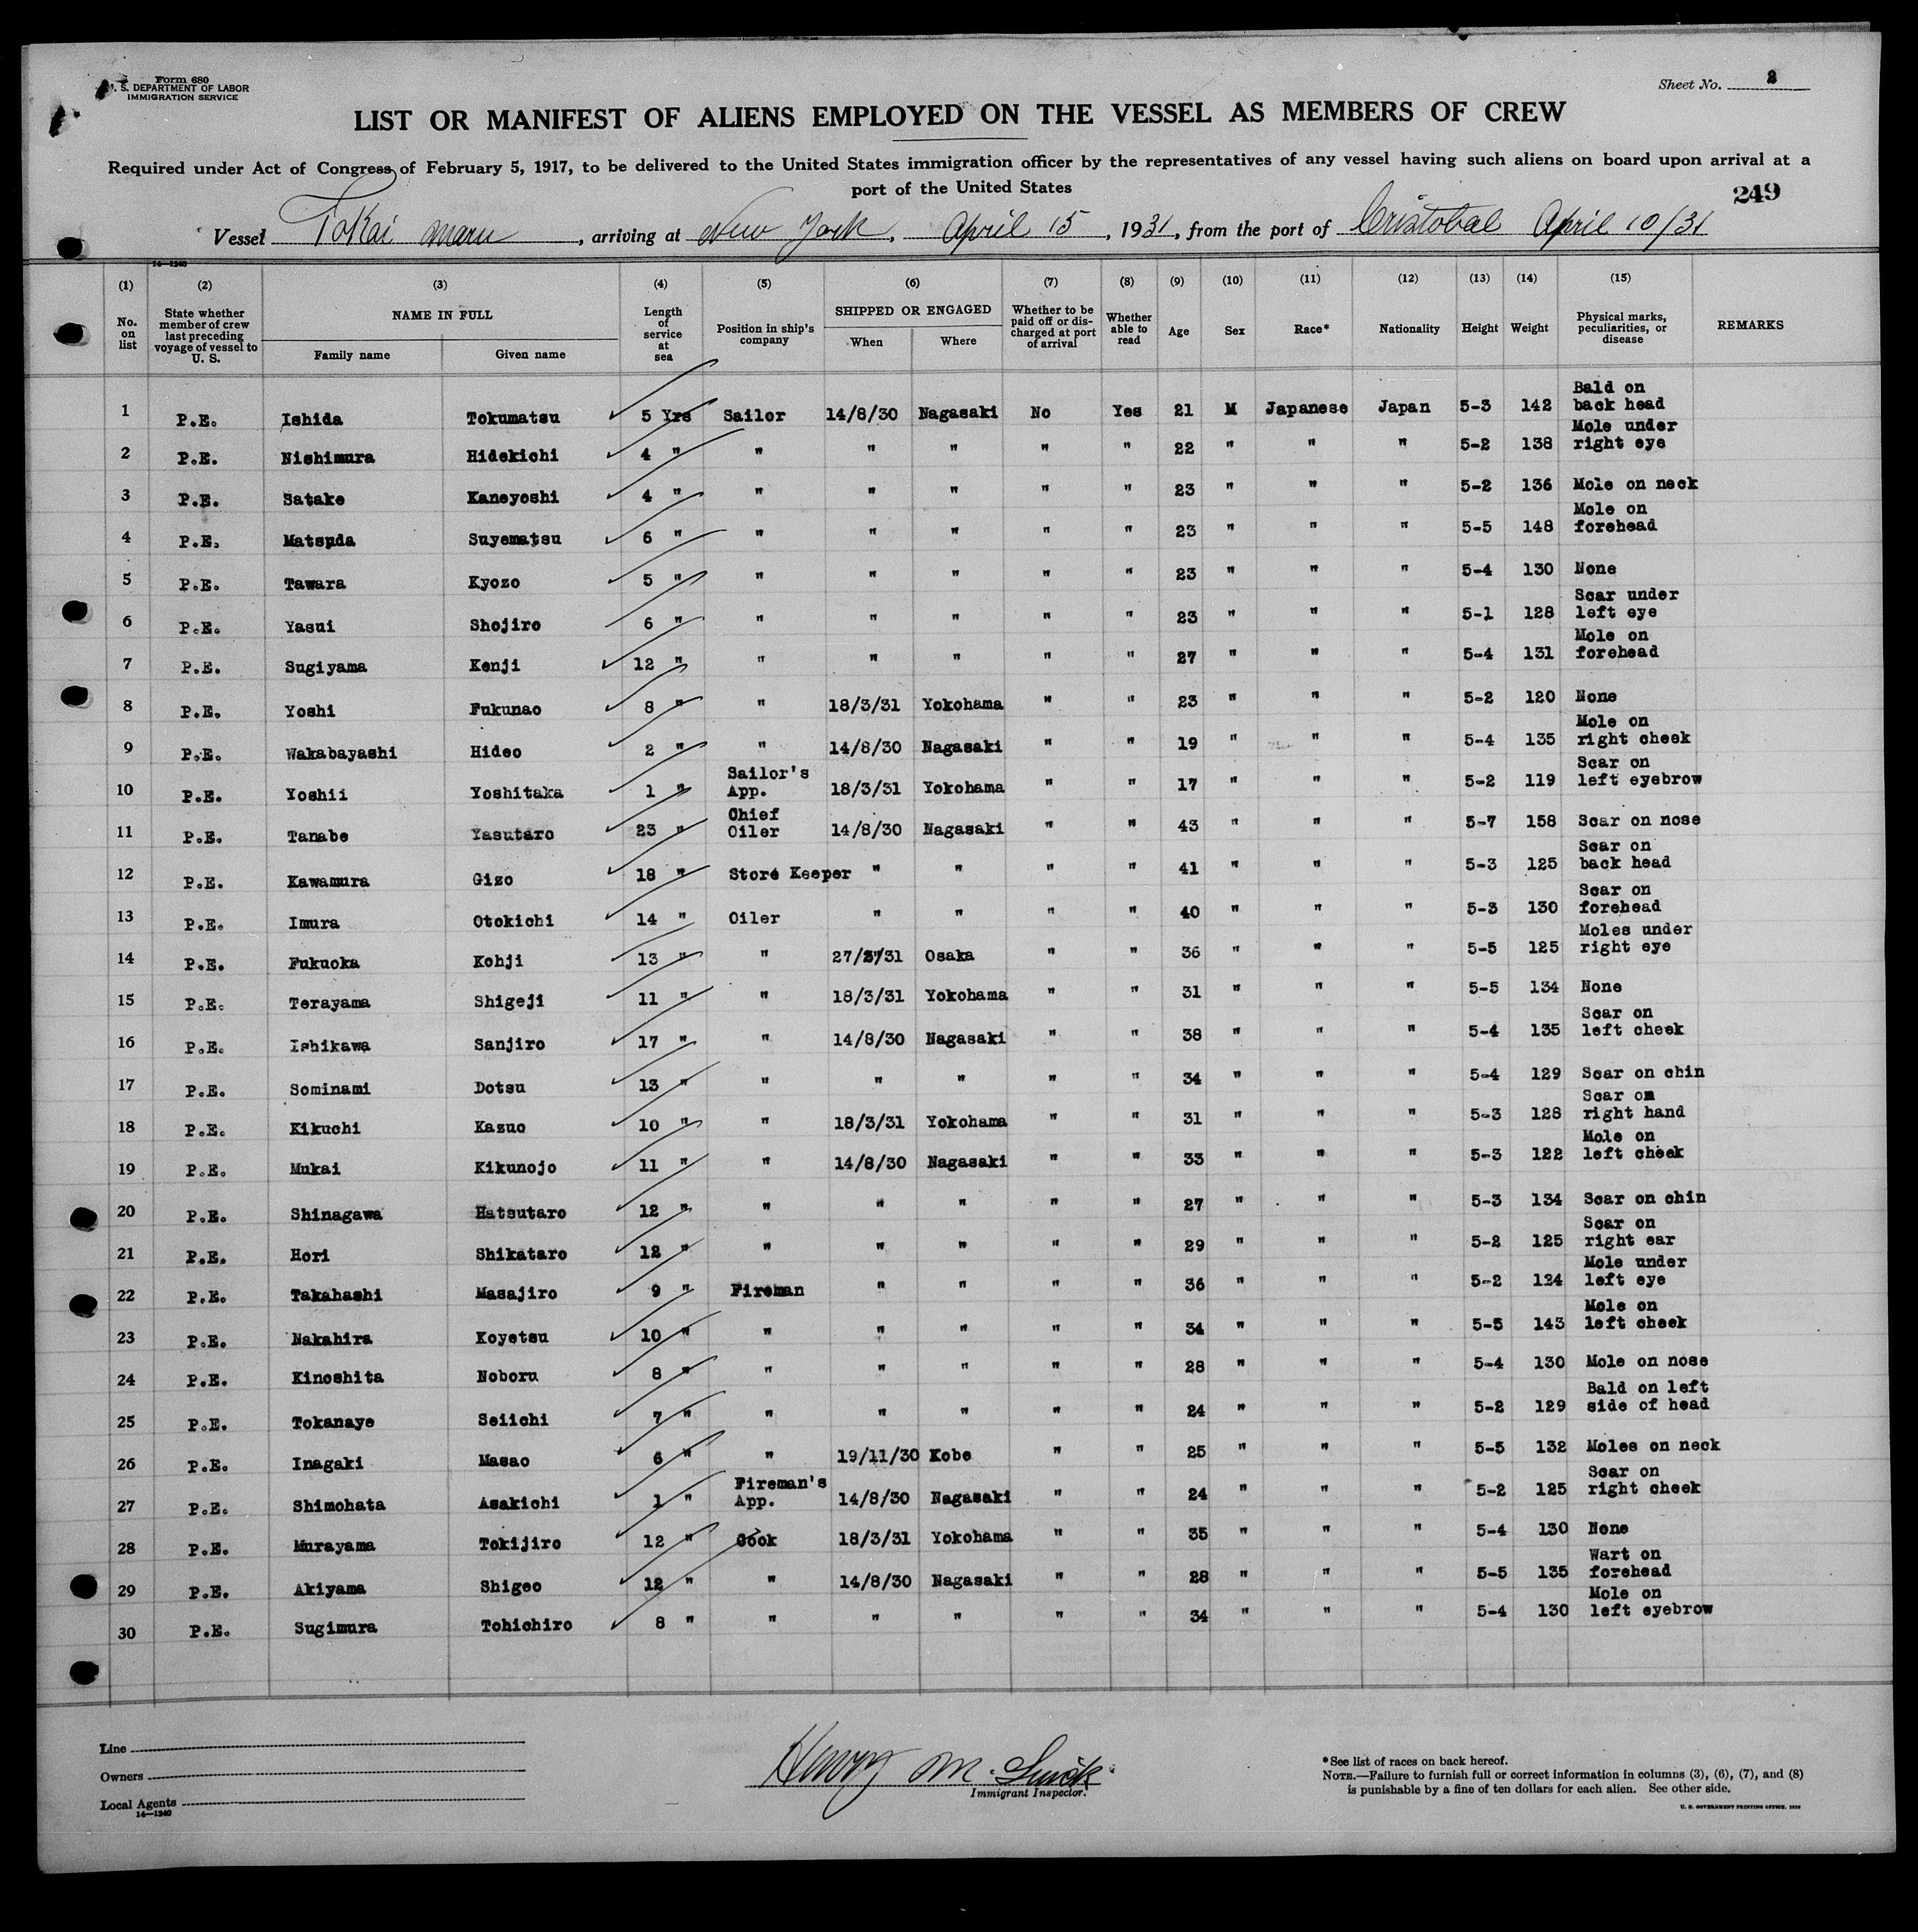 Form 680
U. S. DEPARTMENT OF LABOR
IMMIGRATION SERVICE
Sheet No. 2
LIST OR MANIFEST OF ALIENS EMPLOYED ON THE VESSEL AS MEMBERS OF CREW
Required under Act of Congress of February 5, 1917, to be delivered to the United States immigration officer by the representatives of any vessel having such aliens on board upon arrival at a
port of the United States
249
Vessel Tokai Maru, arriving at New York, April 15, 1931, from the port of Cristobal April 10/31
14-1240
(1) (2) (3) (4) (5) (6) (7) (8) (9) (10) (11) (12) (13) (14) (15)
No. on list State whether member of crew last preceding voyage of vessel to U. S. NAME IN FULL Family name Given name Length of service at sea Position in ship's company SHIPPED OR ENGAGED When Where Whether to be paid off or discharged at port of arrival Whether able to read Age Sex Race* Nationality Height Weight Physical marks, peculiarities, or disease REMARKS
1 P.E. Ishida Tokumatsu 5 Yrs Sailor 14/8/30 Nagasaki No Yes 21 M Japanese Japan 5-3 142 Bald on back head
2 P.E. Nishimura Hidekichi 4 " " " " " " 22 " " " 5-2 138 Mole under right eye
3 P.E. Satake Kaneyoshi 4 " " " " " " 23 " " " 5-2 136 Mole on neck
4 P.E. Matsuda Suyematsu 6 " " " " " " 23 " " " 5-5 148 Mole on forehead
5 P.E. Tawara Kyozo 5 " " " " " " 23 " " " 5-4 130 None
6 P.E. Yasui Shojiro 6 " " " " " " 23 " " " 5-1 128 Scar under left eye
7 P.E. Sugiyama Kenji 12 " " " " " " 27 " " " 5-4 131 Mole on forehead
8 P.E. Yoshi Fukunao 8 " " 18/3/31 Yokohama " " 23 " " " 5-2 120 None
9 P.E. Wakabayashi Hideo 2 " " 14/8/30 Nagasaki " " 19 " " " 5-4 135 Mole on right cheek
10 P.E. Yoshii Yoshitaka 1 " Sailor's App. 18/3/31 Yokohama " " 17 " " " 5-2 119 Scar on left eyebrow
11 P.E. Tanabe Yasutaro 23 " Chief Oiler 14/8/30 Nagasaki " " 43 " " " 5-7 158 Scar on nose
12 P.E. Kawamura Gizo 18 " Store Keeper " " " " 41 " " " 5-3 125 Scar on back head
13 P.E. Imura Otokichi 14 " Oiler " " " " 40 " " " 5-3 130 Scar on forehead
14 P.E. Fukuoka Kohji 13 " " 27/3/31 Osaka " " 36 " " " 5-5 125 Moles under right eye
15 P.E. Terayama Shigeji 11 " " 18/3/31 Yokohama " " 31 " " " 5-5 134 None
16 P.E. Ishikawa Sanjiro 17 " " 14/8/30 Nagasaki " " 38 " " " 5-4 135 Scar on left cheek
17 P.E. Sominami Dotsu 13 " " " " " " 34 " " " 5-4 129 Scar on chin
18 P.E. Kikuchi Kazuo 10 " " 18/3/31 Yokohama " " 31 " " " 5-3 128 Scar on right hand
19 P.E. Mukai Kikunojo 11 " " 14/8/30 Nagasaki " " 33 " " " 5-3 122 Mole on left cheek
20 P.E. Shinagawa Hatsutaro 12 " " " " " " 27 " " " 5-3 134 Scar on chin
21 P.E. Hori Shikataro 12 " " " " " " 29 " " " 5-2 125 Scar on right ear
22 P.E. Takahashi Masajiro 9 " Fireman " " " " 36 " " " 5-2 124 Mole under left eye
23 P.E. Nakahira Koyetsu 10 " " " " " " 34 " " " 5-5 143 Mole on left cheek
24 P.E. Kinoshita Noboru 8 " " " " " " 28 " " " 5-4 130 Mole on nose
25 P.E. Tokanaye Seiichi 7 " " " " " " 24 " " " 5-2 129 Bald on left side of head
26 P.E. Inagaki Masao 6 " " 19/11/30 Kobe " " 25 " " " 5-5 132 Moles on neck
27 P.E. Shimohata Asakichi 1 " Fireman's App. 14/8/30 Nagasaki " " 24 " " " 5-2 125 Scar on right cheek
28 P.E. Murayama Tokijiro 12 " Cook 18/3/31 Yokohama " " 35 " " " 5-4 130 None
29 P.E. Akiyama Shigeo 12 " " 14/8/30 Nagasaki " " 28 " " " 5-5 135 Wart on forehead
30 P.E. Sugimura Tohichiro 8 " " " " " " 34 " " " 5-4 130 Mole on left eyebrow
Line
Owners
Local Agents
14-1240
Henry M.
Immigrant Inspector.
*See list of races on back hereof.
NOTE.—Failure to furnish full or correct information in columns (3), (6), (7), and (8)
is punishable by a fine of ten dollars for each alien. See other side.
U. S. GOVERNMENT PRINTING OFFICE